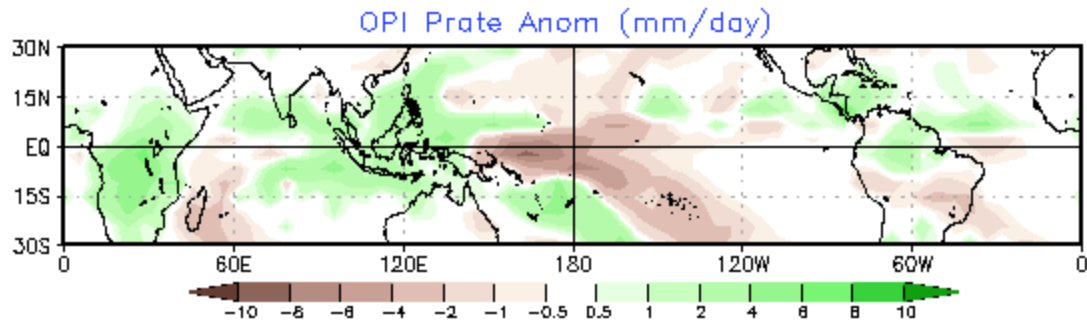 OPI Prate Anom (mm/day)
30N
15N
EQ
15S
30S
0 60E 120E 180 120W 60W 0
-10 -8 -6 -4 -2 -1 -0.5 0.5 1 2 4 6 8 10